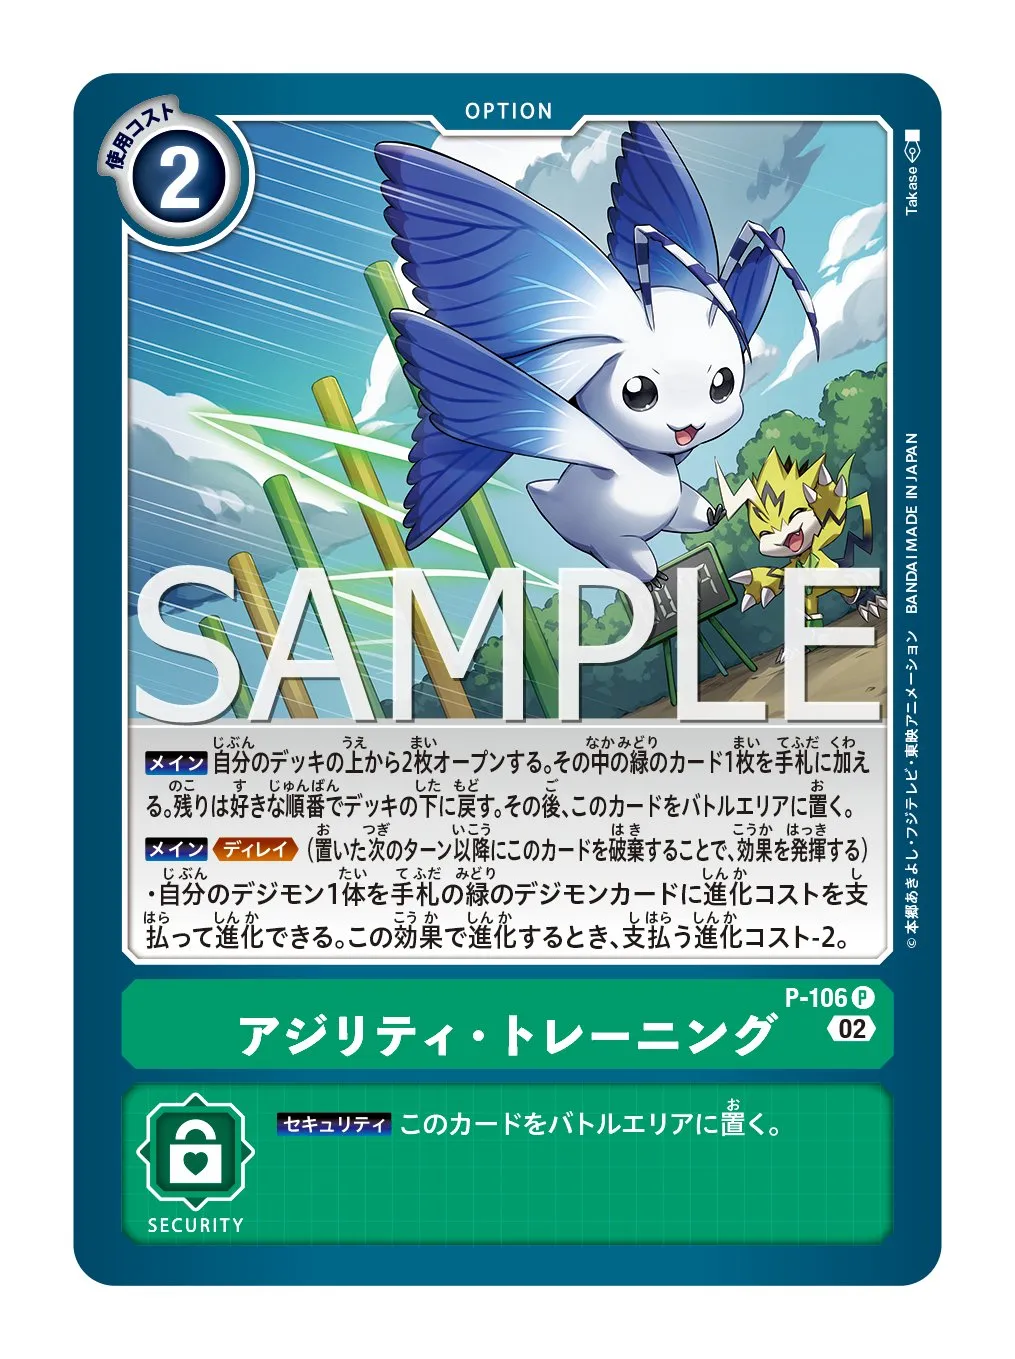 OPTION
使用コスト
2
Takase
SAMPLE
メイン 自分のデッキの上から2枚オープンする。その中の緑のカード1枚を手札に加え
る。残りは好きな順番でデッキの下に戻す。その後、このカードをバトルエリアに置く。
メイン ディレイ (置いた次のターン以降にこのカードを破棄することで、効果を発揮する)
・自分のデジモン1体を手札の緑のデジモンカードに進化コストを支
払って進化できる。この効果で進化するとき、支払う進化コスト-2。
©本郷あきよし・フジテレビ・東映アニメーション BANDAI MADE IN JAPAN
P-106 P
アジリティ・トレーニング
02
セキュリティ このカードをバトルエリアに置く。
SECURITY